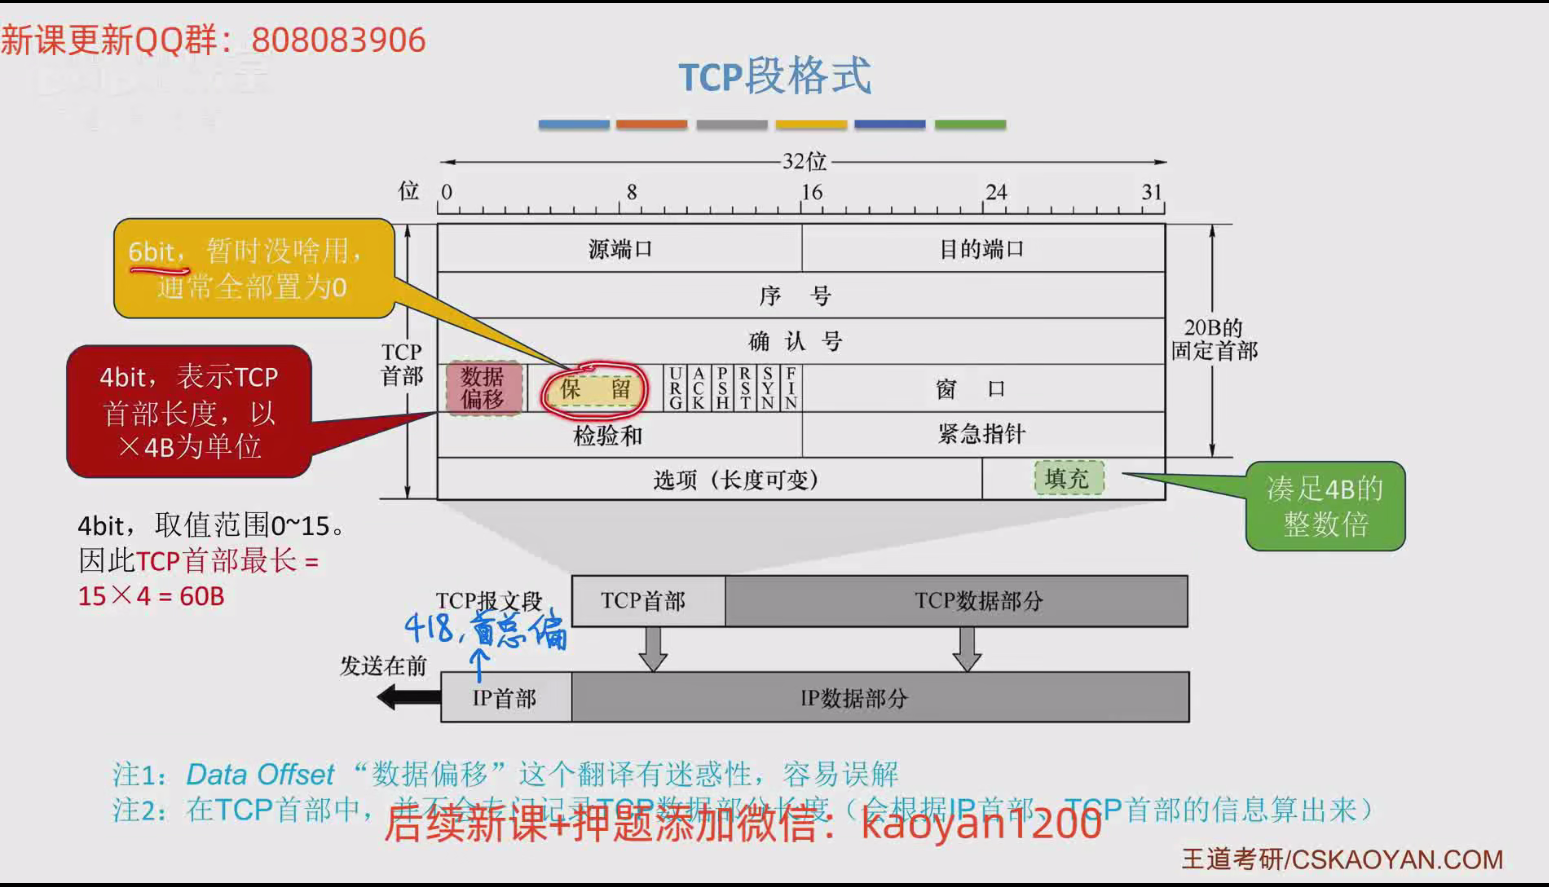 新课更新QQ群：808083906
TCP段格式
32位
位 0 8 16 24 31
源端口 目的端口
序 号
确 认 号
数据
偏移
保 留
URG ACK PSH RST SYN FIN
窗 口
检验和 紧急指针
选项（长度可变） 填充
TCP
首部
20B的
固定首部
6bit，暂时没啥用，
通常全部置为0
4bit，表示TCP
首部长度，以
×4B为单位
4bit，取值范围0~15。
因此TCP首部最长 =
15×4 = 60B
凑足4B的
整数倍
TCP报文段 TCP首部 TCP数据部分
418，首总偏
发送在前
IP首部 IP数据部分
注1：Data Offset “数据偏移”这个翻译有迷惑性，容易误解
注2：在TCP首部中，并不会专门记录TCP数据部分长度（会根据IP首部、TCP首部的信息算出来）
后续新课+押题添加微信：kaoyan1200
王道考研/CSKAOYAN.COM